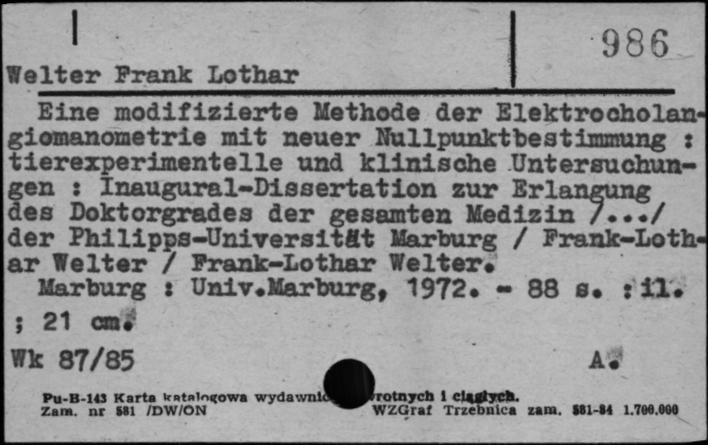 986
Welter Frank Lothar
Eine modifizierte Methode der Elektrocholan-
giomanometrie mit neuer Nullpunktbestimmung :
tierexperimentelle und klinische Untersuchun-
gen : Inaugural-Dissertation zur Erlangung
des Doktorgrades der gesamten Medizin /.../
der Philipps-Universität Marburg / Frank-Loth-
ar Welter / Frank-Lothar Welter.
Marburg : Univ.Marburg, 1972. - 88 s. : il.
; 21 cm.
Wk 87/85 A.
Pu-B-143 Karta katalogowa wydawnic rotnych i ciągłych.
Zam. nr 581 /DW/ON WZGraf Trzebnica zam. 581-84 1.700.000